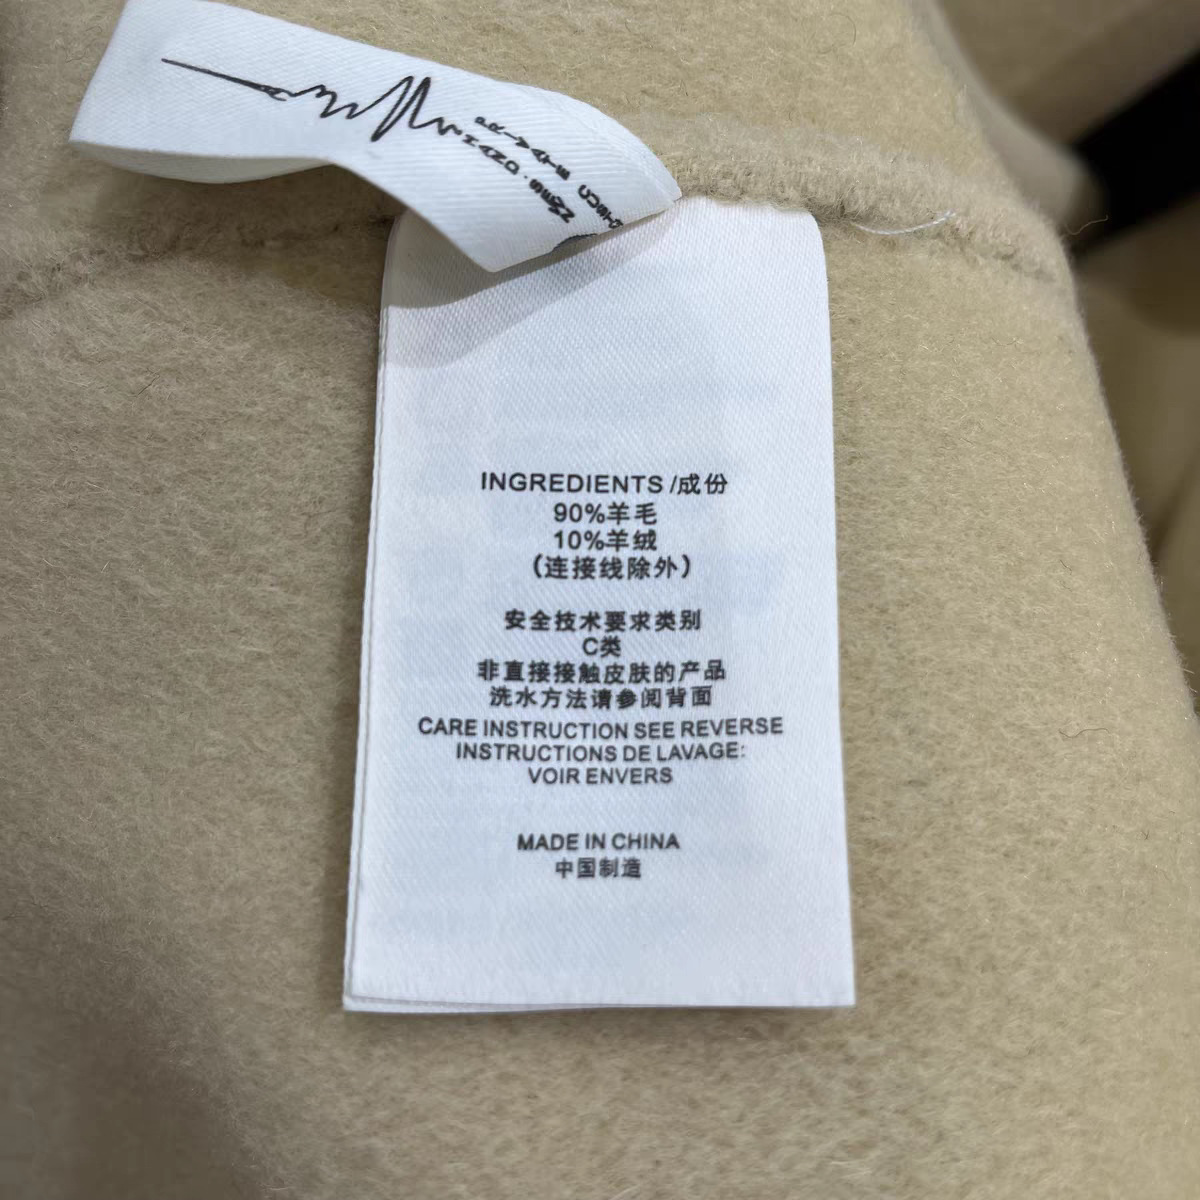 PRIVATE
INGREDIENTS /成份
90%羊毛
10%羊绒
(连接线除外)
安全技术要求类别
C类
非直接接触皮肤的产品
洗水方法请参阅背面
CARE INSTRUCTION SEE REVERSE
INSTRUCTIONS DE LAVAGE:
VOIR ENVERS
MADE IN CHINA
中国制造